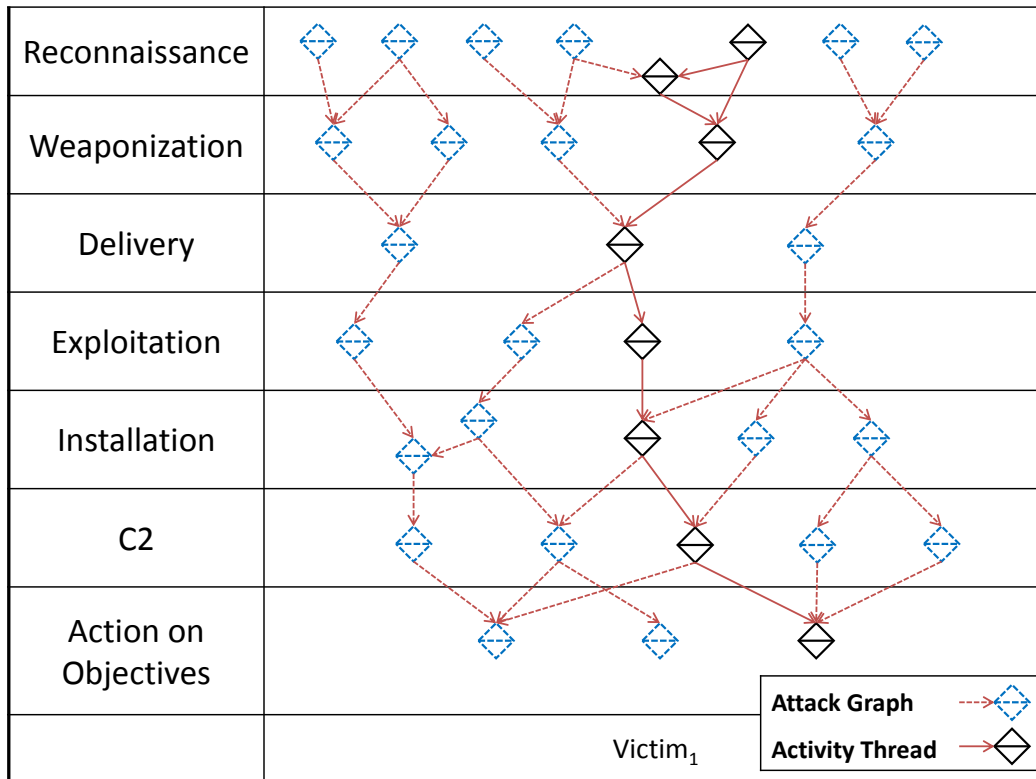 Reconnaissance
Weaponization
Delivery
Exploitation
Installation
C2
Action on
Objectives
Attack Graph
Activity Thread
Victim₁